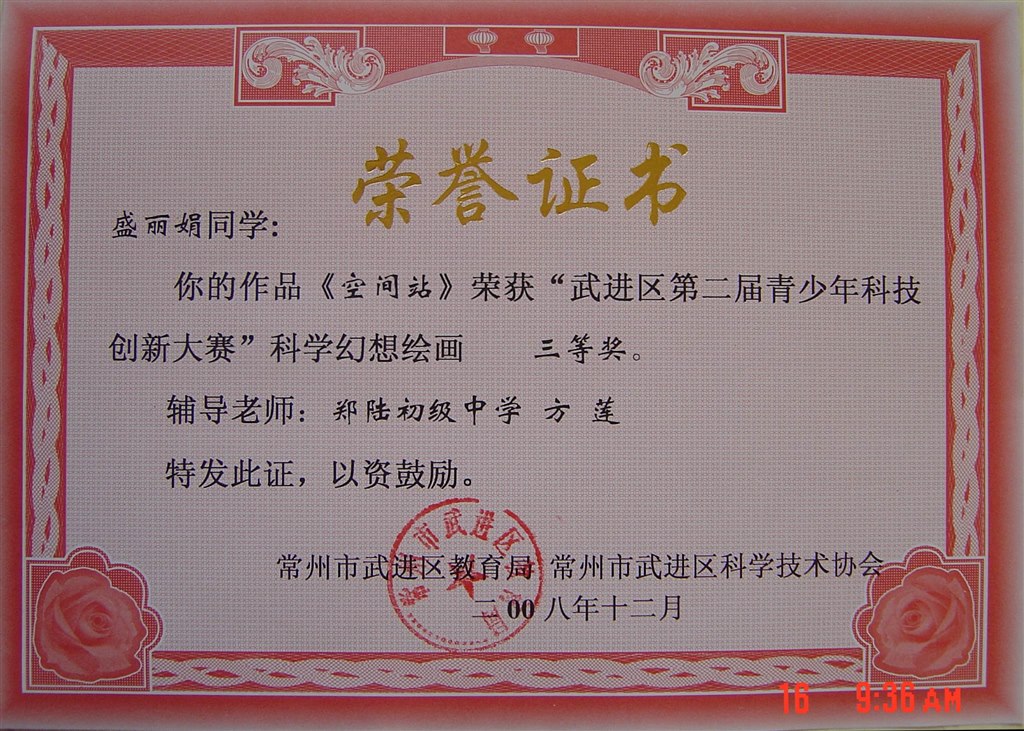 荣誉证书
盛丽娟同学：
你的作品《空间站》荣获“武进区第二届青少年科技
创新大赛”科学幻想绘画 三等奖。
辅导老师：郑陆初级中学 方 莲
特发此证，以资鼓励。
常州市武进区教育局 常州市武进区科学技术协会
二00八年十二月
16 9:36 AM